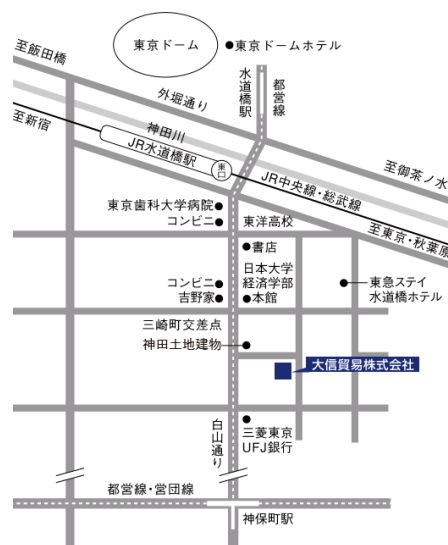 東京ドーム
東京ドームホテル
至飯田橋
水道橋駅
都営線
外堀通り
至新宿
神田川
JR水道橋駅
東口
至御茶ノ水
JR中央線・総武線
至東京・秋葉原
東京歯科大学病院
コンビニ
東洋高校
書店
日本大学
経済学部
本館
コンビニ
吉野家
東急ステイ
水道橋ホテル
三崎町交差点
神田土地建物
大信貿易株式会社
白山通り
三菱東京
UFJ銀行
都営線・営団線
神保町駅